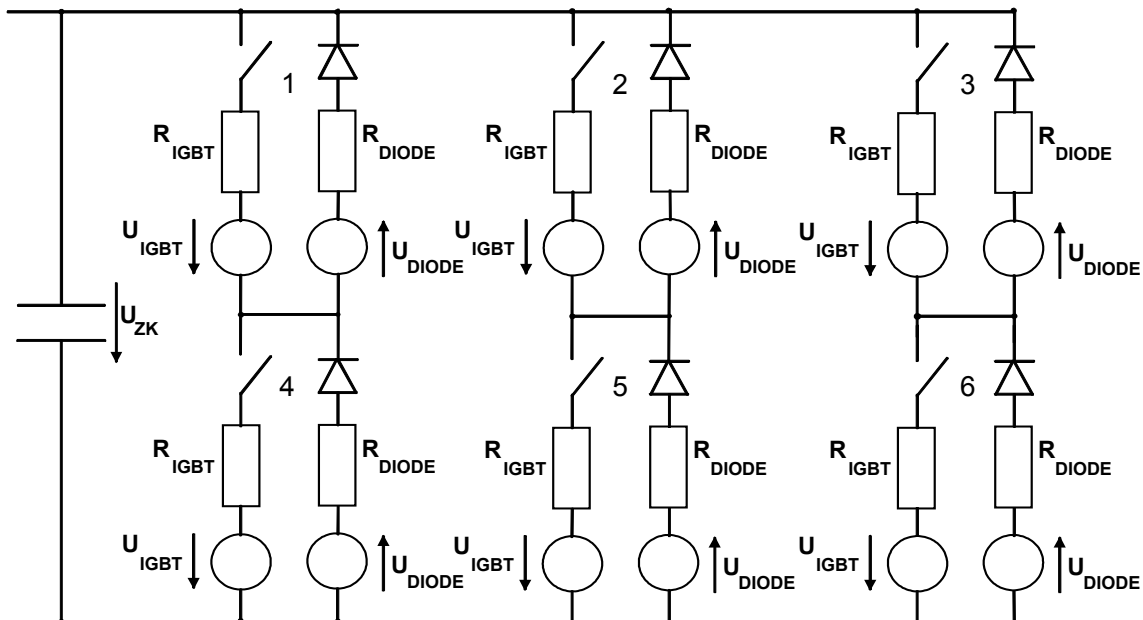 1
2
3
R IGBT
R DIODE
R IGBT
R DIODE
R IGBT
R DIODE
U IGBT
U DIODE
U IGBT
U DIODE
U IGBT
U DIODE
U ZK
4
5
6
R IGBT
R DIODE
R IGBT
R DIODE
R IGBT
R DIODE
U IGBT
U DIODE
U IGBT
U DIODE
U IGBT
U DIODE